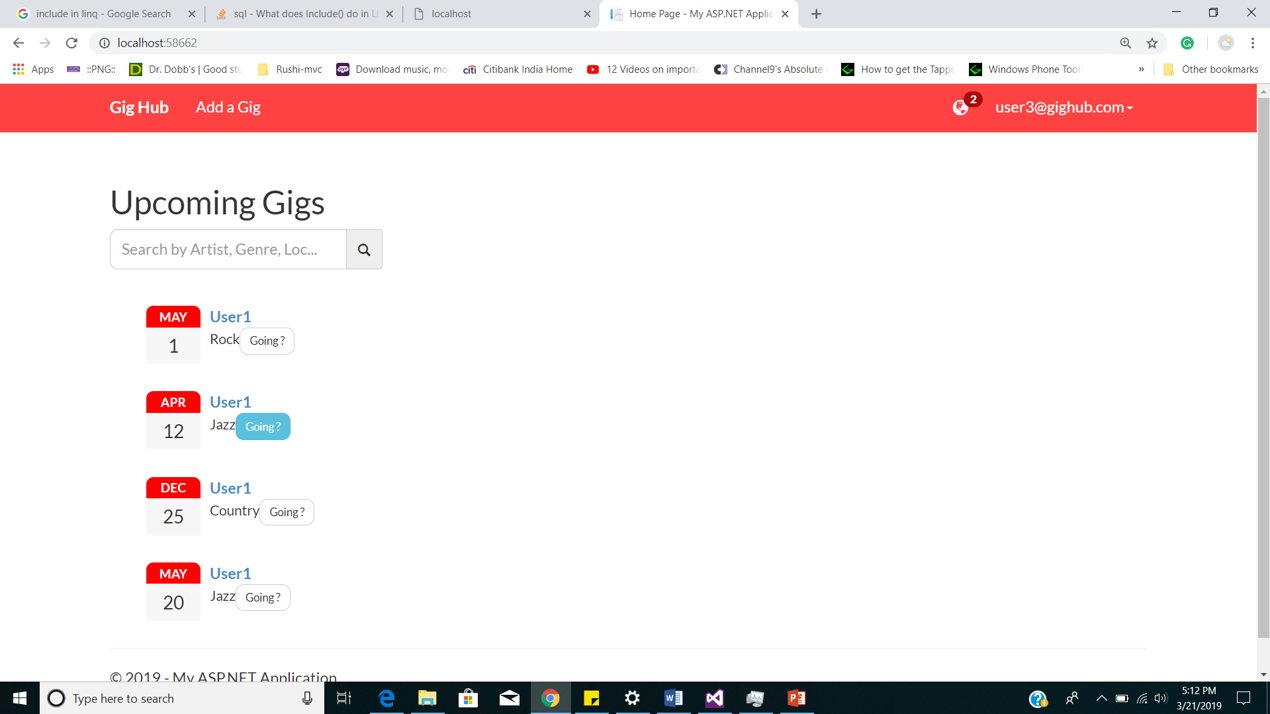 include in linq - Google Search
sql - What does Include() do in L
localhost
Home Page - My ASP.NET Applic
localhost:58662
Apps
::PNG::
Dr. Dobb's | Good stu
Rushi-mvc
Download music, mo
citi Citibank India Home
12 Videos on importa
Channel9's Absolute
How to get the Tappe
Windows Phone Tool
»
Other bookmarks
Gig Hub
Add a Gig
2
user3@gighub.com
Upcoming Gigs
Search by Artist, Genre, Loc...
MAY
1
User1
Rock Going?
APR
12
User1
Jazz Going?
DEC
25
User1
Country Going?
MAY
20
User1
Jazz Going?
© 2019 - My ASP.NET Application
Type here to search
5:12 PM
3/21/2019